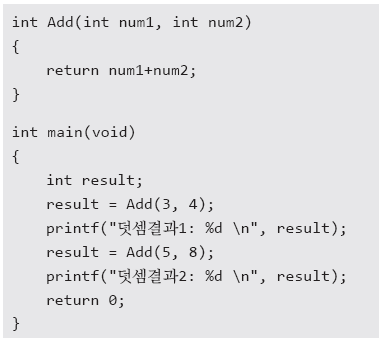 int Add(int num1, int num2)
{
    return num1+num2;
}
int main(void)
{
    int result;
    result = Add(3, 4);
    printf("덧셈결과1: %d \n", result);
    result = Add(5, 8);
    printf("덧셈결과2: %d \n", result);
    return 0;
}